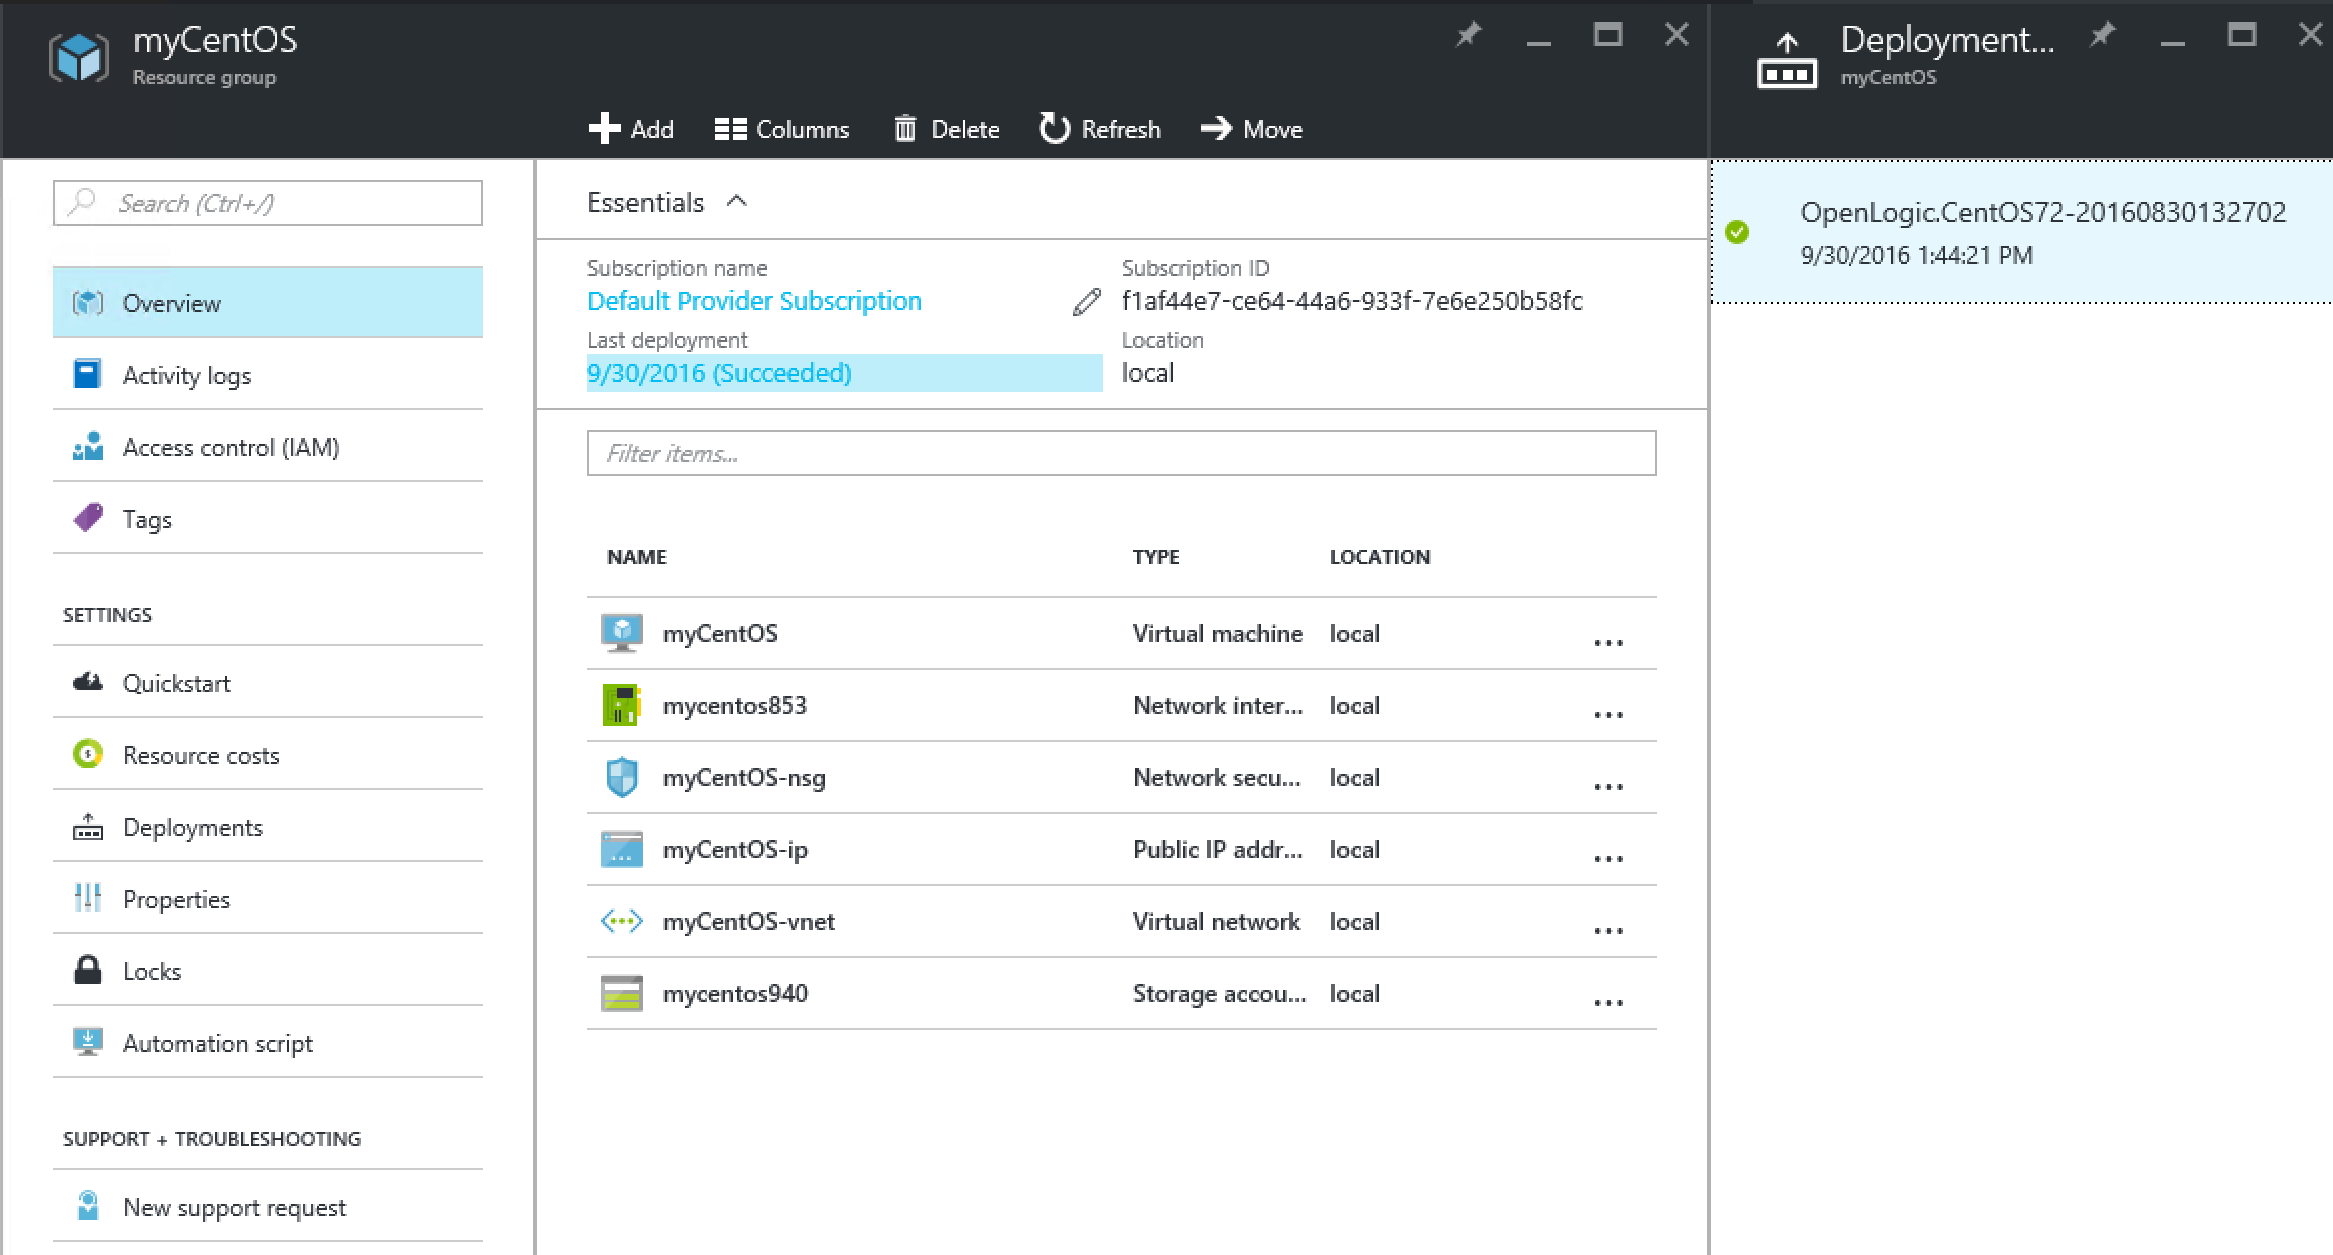 myCentOS
Resource group
Add Columns Delete Refresh Move
Search (Ctrl+/)
Overview
Activity logs
Access control (IAM)
Tags
SETTINGS
Quickstart
Resource costs
Deployments
Properties
Locks
Automation script
SUPPORT + TROUBLESHOOTING
New support request
Essentials
Subscription name
Default Provider Subscription
Subscription ID
f1af44e7-ce64-44a6-933f-7e6e250b58fc
Last deployment
9/30/2016 (Succeeded)
Location
local
Filter items...
NAME TYPE LOCATION
myCentOS Virtual machine local ...
mycentos853 Network inter... local ...
myCentOS-nsg Network secu... local ...
myCentOS-ip Public IP addr... local ...
myCentOS-vnet Virtual network local ...
mycentos940 Storage accou... local ...
Deployment...
myCentOS
OpenLogic.CentOS72-20160830132702
9/30/2016 1:44:21 PM